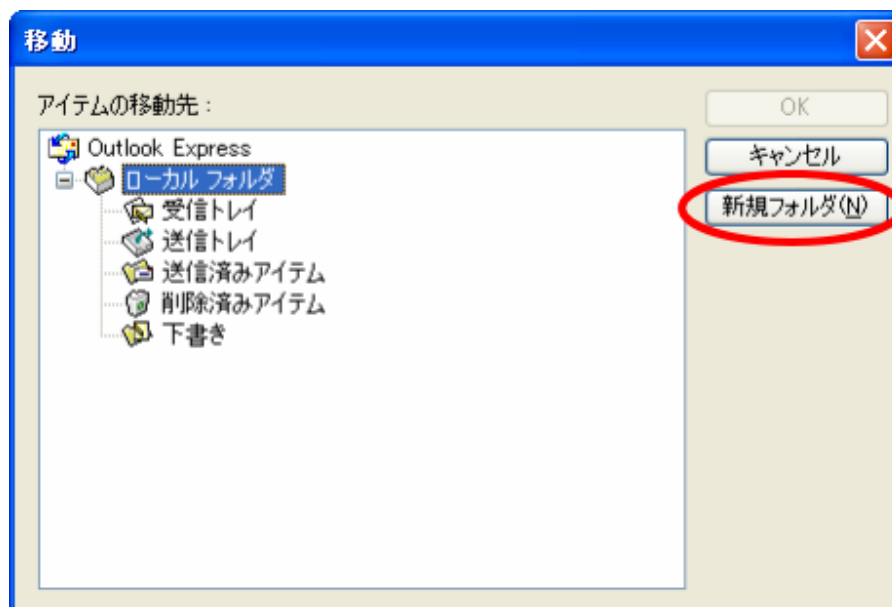 移動
アイテムの移動先：
Outlook Express
ローカル フォルダ
受信トレイ
送信トレイ
送信済みアイテム
削除済みアイテム
下書き
OK
キャンセル
新規フォルダ(N)